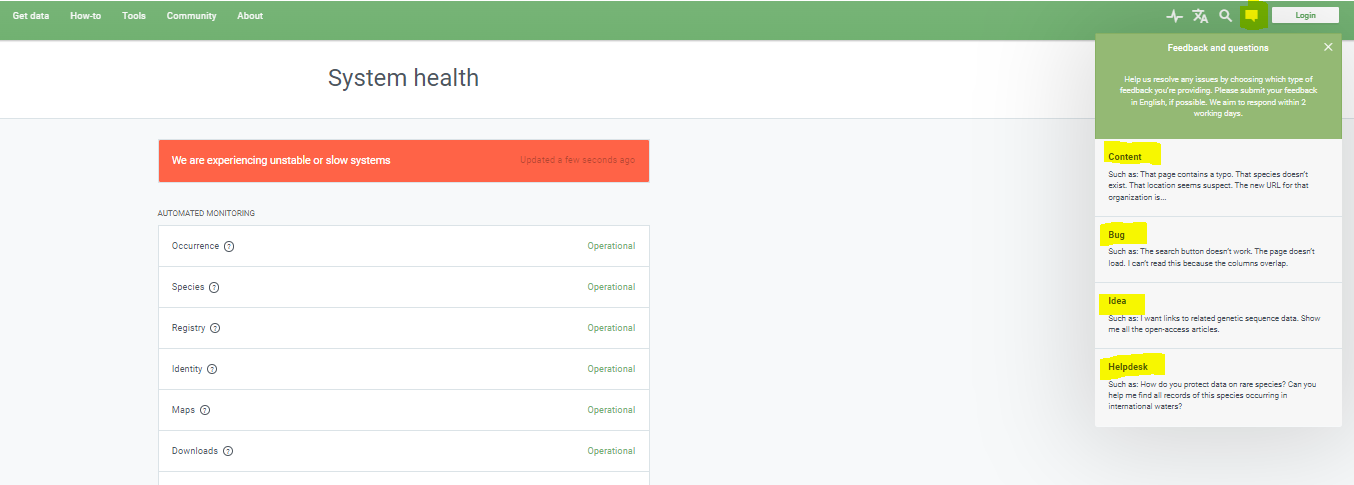 Get data How-to Tools Community About Login
System health
We are experiencing unstable or slow systems Updated a few seconds ago
AUTOMATED MONITORING
Occurrence ? Operational
Species ? Operational
Registry ? Operational
Identity ? Operational
Maps ? Operational
Downloads ? Operational
Feedback and questions
Help us resolve any issues by choosing which type of
feedback you're providing. Please submit your feedback
in English, if possible. We aim to respond within 2
working days.
Content
Such as: That page contains a typo. That species doesn't
exist. That location seems suspect. The new URL for that
organization is...
Bug
Such as: The search button doesn't work. The page doesn't
load. I can't read this because the columns overlap.
Idea
Such as: I want links to related genetic sequence data. Show
me all the open-access articles.
Helpdesk
Such as: How do you protect data on rare species? Can you
help me find all records of this species occurring in
international waters?